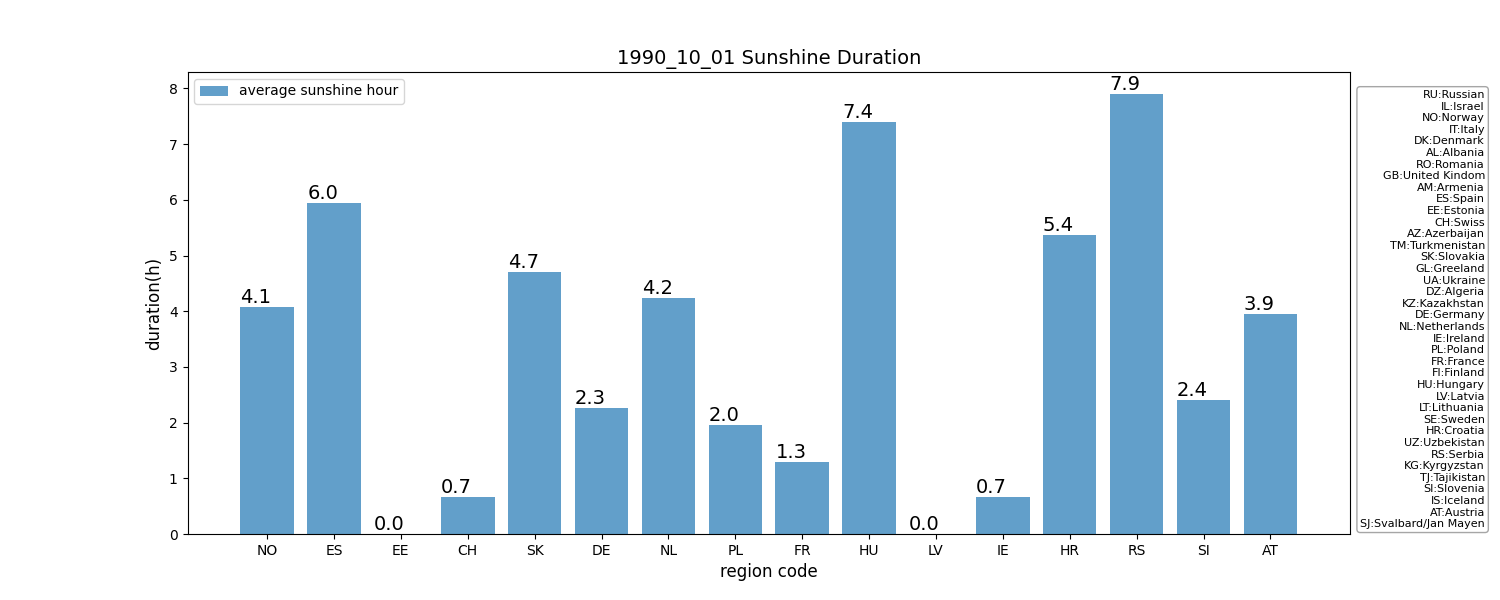 1990_10_01 Sunshine Duration
average sunshine hour
duration(h)
8
7
6
5
4
3
2
1
0
4.1
6.0
0.0
0.7
4.7
2.3
4.2
2.0
1.3
7.4
0.0
0.7
5.4
7.9
2.4
3.9
NO ES EE CH SK DE NL PL FR HU LV IE HR RS SI AT
region code
RU:Russian
IL:Israel
NO:Norway
IT:Italy
DK:Denmark
AL:Albania
RO:Romania
GB:United Kindom
AM:Armenia
ES:Spain
EE:Estonia
CH:Swiss
AZ:Azerbaijan
TM:Turkmenistan
SK:Slovakia
GL:Greeland
UA:Ukraine
DZ:Algeria
KZ:Kazakhstan
DE:Germany
NL:Netherlands
IE:Ireland
PL:Poland
FR:France
FI:Finland
HU:Hungary
LV:Latvia
LT:Lithuania
SE:Sweden
HR:Croatia
UZ:Uzbekistan
RS:Serbia
KG:Kyrgyzstan
TJ:Tajikistan
SI:Slovenia
IS:Iceland
AT:Austria
SJ:Svalbard/Jan Mayen